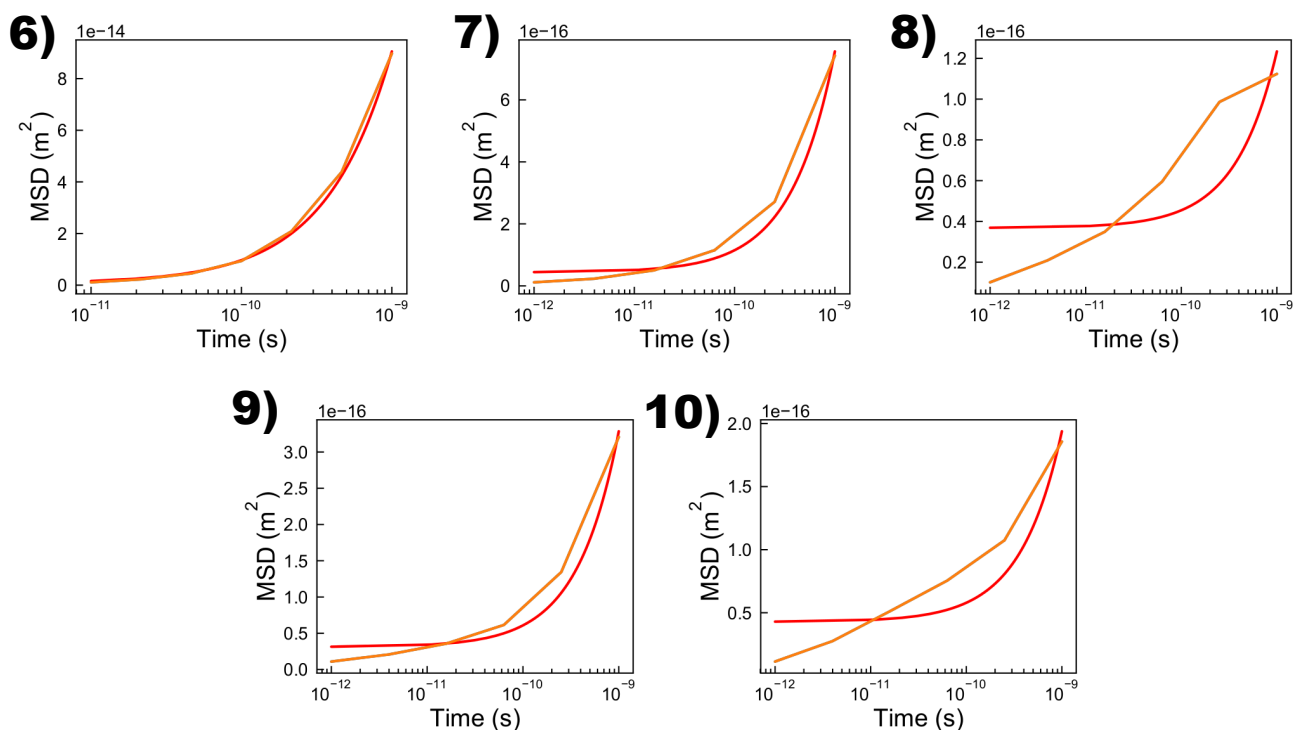 6)
1e−14
MSD (m²)
8
6
4
2
0
10⁻¹¹ 10⁻¹⁰ 10⁻⁹
Time (s)
7)
1e−16
MSD (m²)
6
4
2
0
10⁻¹² 10⁻¹¹ 10⁻¹⁰ 10⁻⁹
Time (s)
8)
1e−16
MSD (m²)
1.2
1.0
0.8
0.6
0.4
0.2
10⁻¹² 10⁻¹¹ 10⁻¹⁰ 10⁻⁹
Time (s)
9)
1e−16
MSD (m²)
3.0
2.5
2.0
1.5
1.0
0.5
0.0
10⁻¹² 10⁻¹¹ 10⁻¹⁰ 10⁻⁹
Time (s)
10)
1e−16
MSD (m²)
2.0
1.5
1.0
0.5
10⁻¹² 10⁻¹¹ 10⁻¹⁰ 10⁻⁹
Time (s)